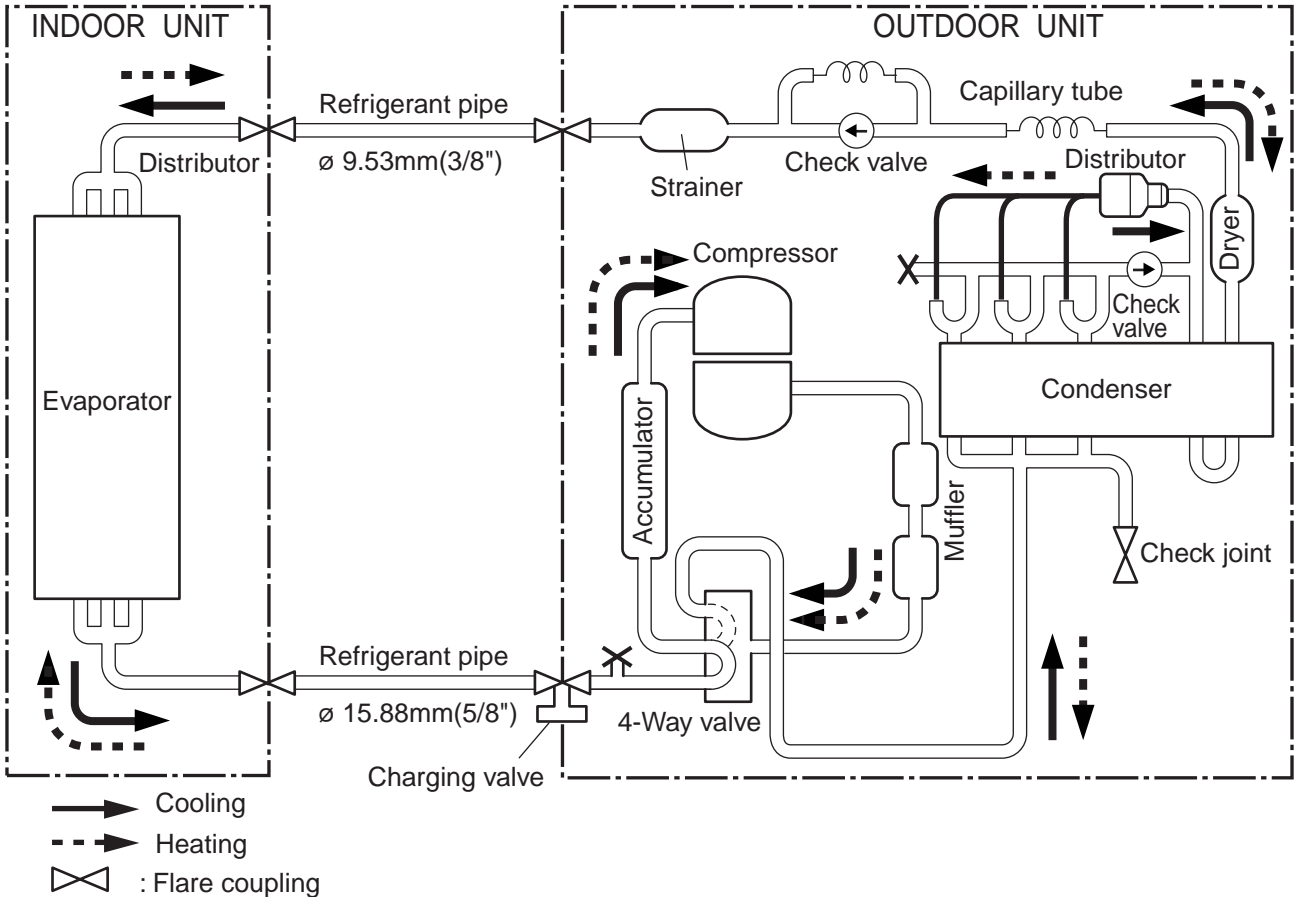 INDOOR UNIT
OUTDOOR UNIT
Refrigerant pipe
ø 9.53mm(3/8")
Distributor
Strainer
Check valve
Capillary tube
Distributor
Dryer
Compressor
Check
valve
Evaporator
Condenser
Accumulator
Muffler
Check joint
Refrigerant pipe
ø 15.88mm(5/8")
4-Way valve
Charging valve
Cooling
Heating
: Flare coupling